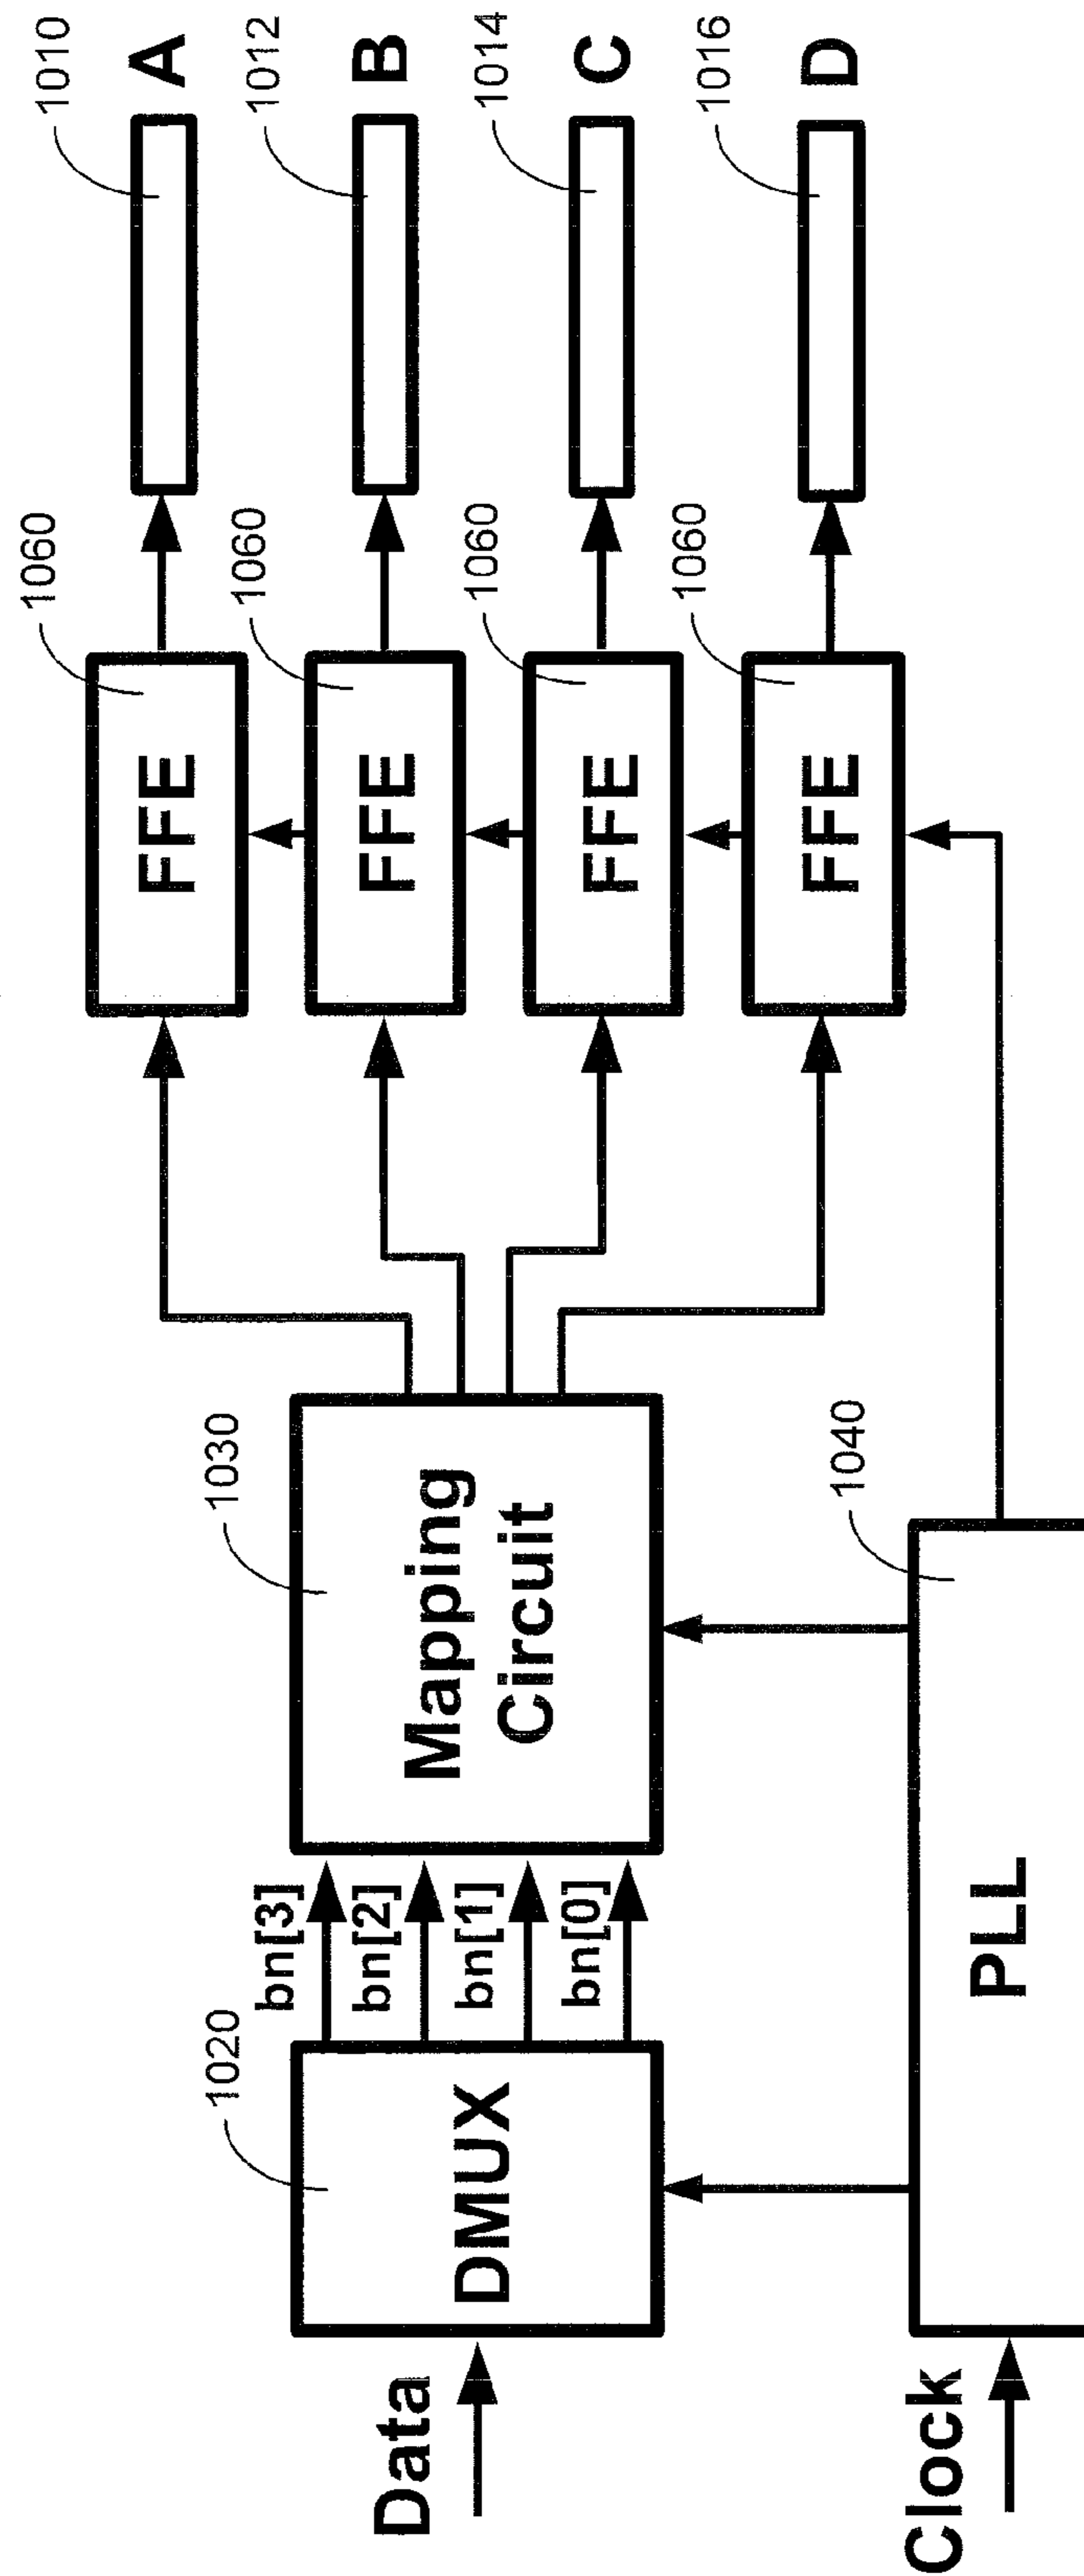 Data
1020
DMUX
bn[3]
bn[2]
bn[1]
bn[0]
1030
Mapping
Circuit
1060
FFE
1010
A
1060
FFE
1012
B
1060
FFE
1014
C
1060
FFE
1016
D
Clock
PLL
1040